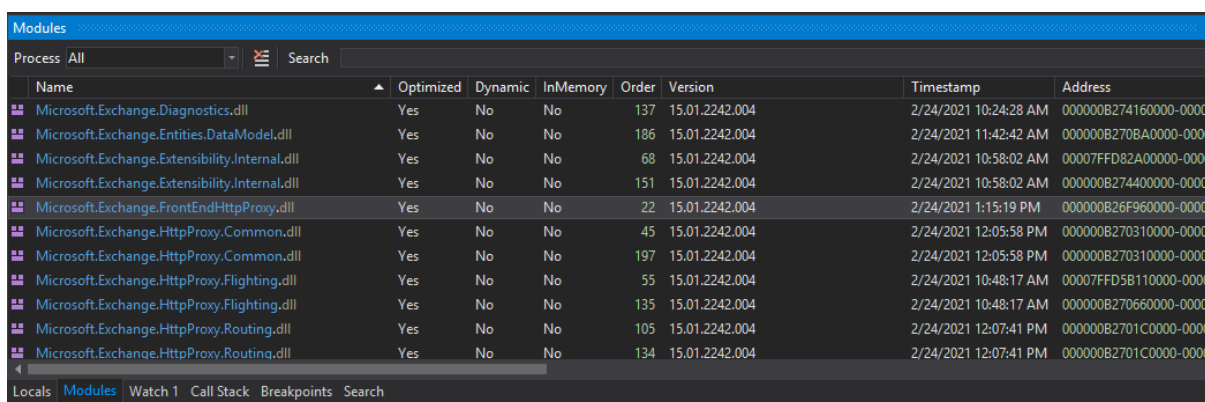 Modules
Process All Search
Name Optimized Dynamic InMemory Order Version Timestamp Address
Microsoft.Exchange.Diagnostics.dll Yes No No 137 15.01.2242.004 2/24/2021 10:24:28 AM 000000B274160000-0000
Microsoft.Exchange.Entities.DataModel.dll Yes No No 186 15.01.2242.004 2/24/2021 11:42:42 AM 000000B270BA0000-000
Microsoft.Exchange.Extensibility.Internal.dll Yes No No 68 15.01.2242.004 2/24/2021 10:58:02 AM 00007FFD82A00000-000
Microsoft.Exchange.Extensibility.Internal.dll Yes No No 151 15.01.2242.004 2/24/2021 10:58:02 AM 000000B274400000-0000
Microsoft.Exchange.FrontEndHttpProxy.dll Yes No No 22 15.01.2242.004 2/24/2021 1:15:19 PM 000000B26F960000-0000
Microsoft.Exchange.HttpProxy.Common.dll Yes No No 45 15.01.2242.004 2/24/2021 12:05:58 PM 000000B270310000-0000
Microsoft.Exchange.HttpProxy.Common.dll Yes No No 197 15.01.2242.004 2/24/2021 12:05:58 PM 000000B270310000-0000
Microsoft.Exchange.HttpProxy.Flighting.dll Yes No No 55 15.01.2242.004 2/24/2021 10:48:17 AM 00007FFD5B110000-000
Microsoft.Exchange.HttpProxy.Flighting.dll Yes No No 135 15.01.2242.004 2/24/2021 10:48:17 AM 000000B270660000-0000
Microsoft.Exchange.HttpProxy.Routing.dll Yes No No 105 15.01.2242.004 2/24/2021 12:07:41 PM 000000B2701C0000-0000
Microsoft.Exchange.HttpProxy.Routing.dll Yes No No 134 15.01.2242.004 2/24/2021 12:07:41 PM 000000B2701C0000-0000
Locals Modules Watch 1 Call Stack Breakpoints Search